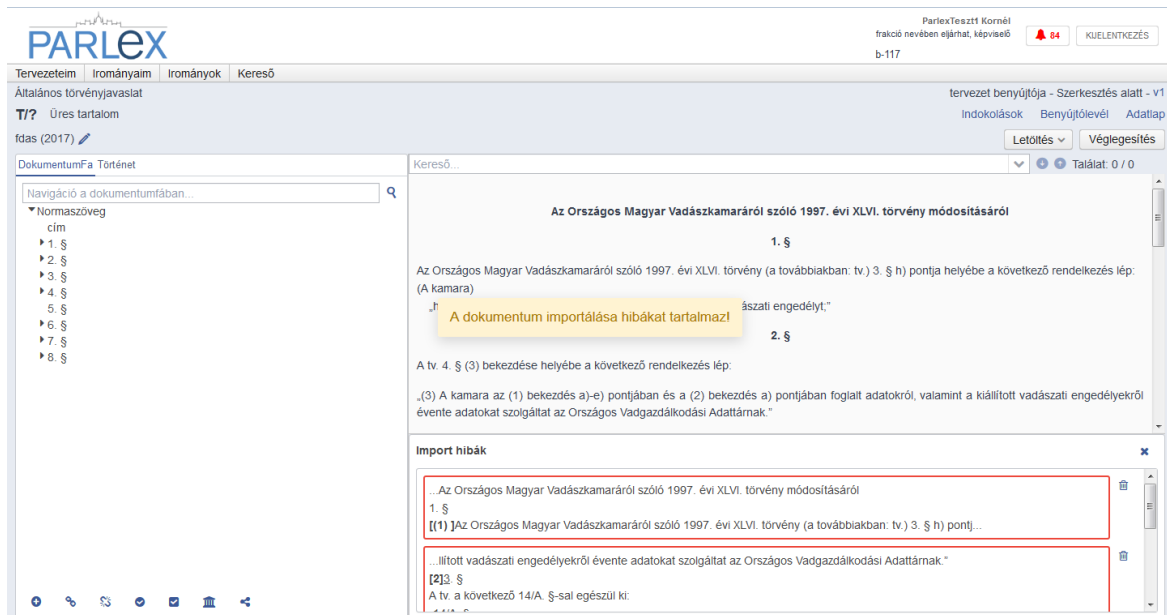 PARLEX
ParlexTeszt1 Kornél
frakció nevében eljárhat, képviselő
b-117
84
KIJELENTKEZÉS
Tervezeteim Irományaim Irományok Kereső
Általános törvényjavaslat
tervezet benyújtója - Szerkesztés alatt - v1
T/? Üres tartalom
Indokolások Benyújtólevél Adatlap
fdas (2017)
Letöltés Véglegesítés
DokumentumFa Történet
Navigáció a dokumentumfában...
Normaszöveg
cím
1. §
2. §
3. §
4. §
5. §
6. §
7. §
8. §
Kereső...
Találat: 0 / 0
Az Országos Magyar Vadászkamaráról szóló 1997. évi XLVI. törvény módosításáról
1. §
Az Országos Magyar Vadászkamaráról szóló 1997. évi XLVI. törvény (a továbbiakban: tv.) 3. § h) pontja helyébe a következő rendelkezés lép:
(A kamara)
„h
ászati engedélyt;”
A dokumentum importálása hibákat tartalmaz!
2. §
A tv. 4. § (3) bekezdése helyébe a következő rendelkezés lép:
„(3) A kamara az (1) bekezdés a)-e) pontjában és a (2) bekezdés a) pontjában foglalt adatokról, valamint a kiállított vadászati engedélyekről
évente adatokat szolgáltat az Országos Vadgazdálkodási Adattárnak.”
Import hibák
...Az Országos Magyar Vadászkamaráról szóló 1997. évi XLVI. törvény módosításáról
1. §
[(1) ]Az Országos Magyar Vadászkamaráról szóló 1997. évi XLVI. törvény (a továbbiakban: tv.) 3. § h) pontj...
...llított vadászati engedélyekről évente adatokat szolgáltat az Országos Vadgazdálkodási Adattárnak.”
[2]3. §
A tv. a következő 14/A. §-sal egészül ki: